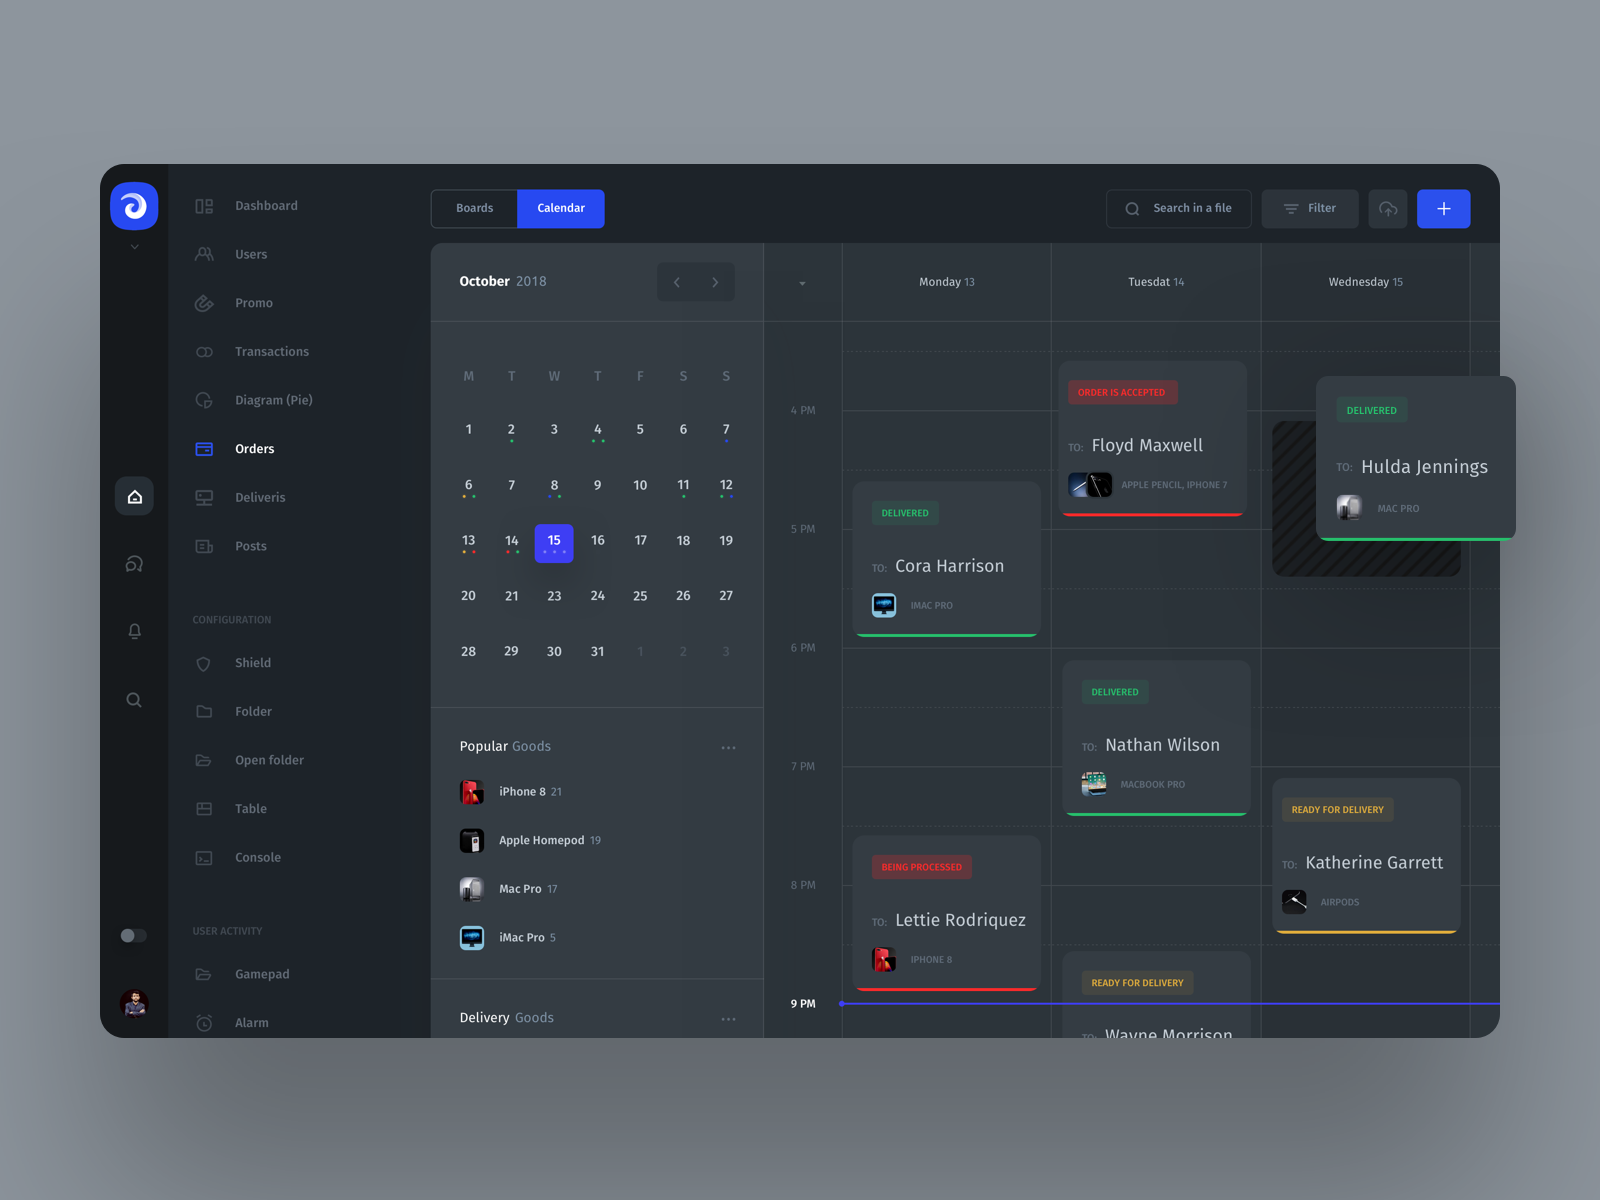 Dashboard
Users
Promo
Transactions
Diagram (Pie)
Orders
Deliveris
Posts
CONFIGURATION
Shield
Folder
Open folder
Table
Console
USER ACTIVITY
Gamepad
Alarm
Boards Calendar
Search in a file Filter
October 2018
M T W T F S S
1 2 3 4 5 6 7
6 7 8 9 10 11 12
13 14 15 16 17 18 19
20 21 23 24 25 26 27
28 29 30 31 1 2 3
Popular Goods
iPhone 8 21
Apple Homepod 19
Mac Pro 17
iMac Pro 5
Delivery Goods
Monday 13 Tuesdat 14 Wednesday 15
4 PM
5 PM
6 PM
7 PM
8 PM
9 PM
DELIVERED
TO: Cora Harrison
IMAC PRO
BEING PROCESSED
TO: Lettie Rodriquez
IPHONE 8
ORDER IS ACCEPTED
TO: Floyd Maxwell
APPLE PENCIL, IPHONE 7
DELIVERED
TO: Nathan Wilson
MACBOOK PRO
READY FOR DELIVERY
TO: Wayne Morrison
DELIVERED
TO: Hulda Jennings
MAC PRO
READY FOR DELIVERY
TO: Katherine Garrett
AIRPODS